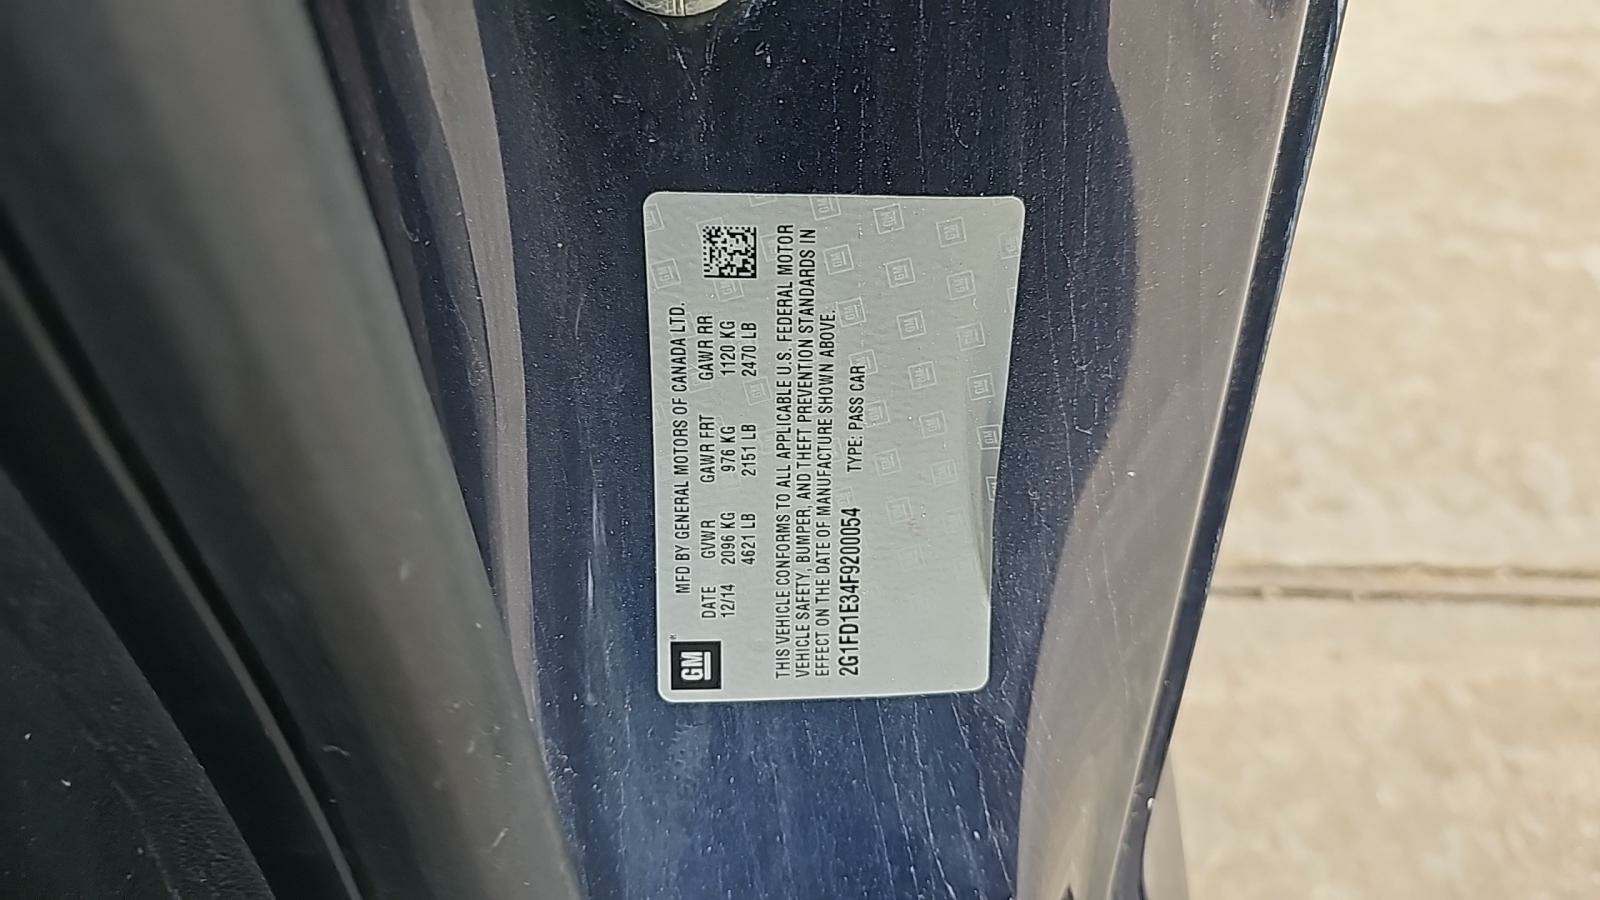 GM
MFD BY GENERAL MOTORS OF CANADA LTD.
DATE GVWR GAWR FRT GAWR RR
12/14 2096 KG 976 KG 1120 KG
4621 LB 2151 LB 2470 LB
THIS VEHICLE CONFORMS TO ALL APPLICABLE U.S. FEDERAL MOTOR
VEHICLE SAFETY, BUMPER, AND THEFT PREVENTION STANDARDS IN
EFFECT ON THE DATE OF MANUFACTURE SHOWN ABOVE.
2G1FD1E34F9200054 TYPE: PASS CAR